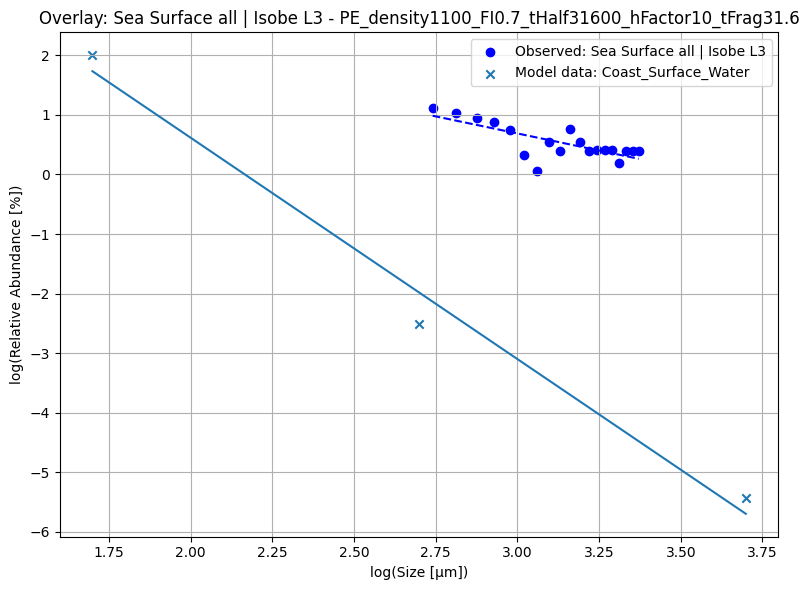 Overlay: Sea Surface all | Isobe L3 - PE_density1100_FI0.7_tHalf31600_hFactor10_tFrag31.6
Observed: Sea Surface all | Isobe L3
Model data: Coast_Surface_Water
log(Relative Abundance [%])
2
1
0
−1
−2
−3
−4
−5
−6
1.75 2.00 2.25 2.50 2.75 3.00 3.25 3.50 3.75
log(Size [μm])